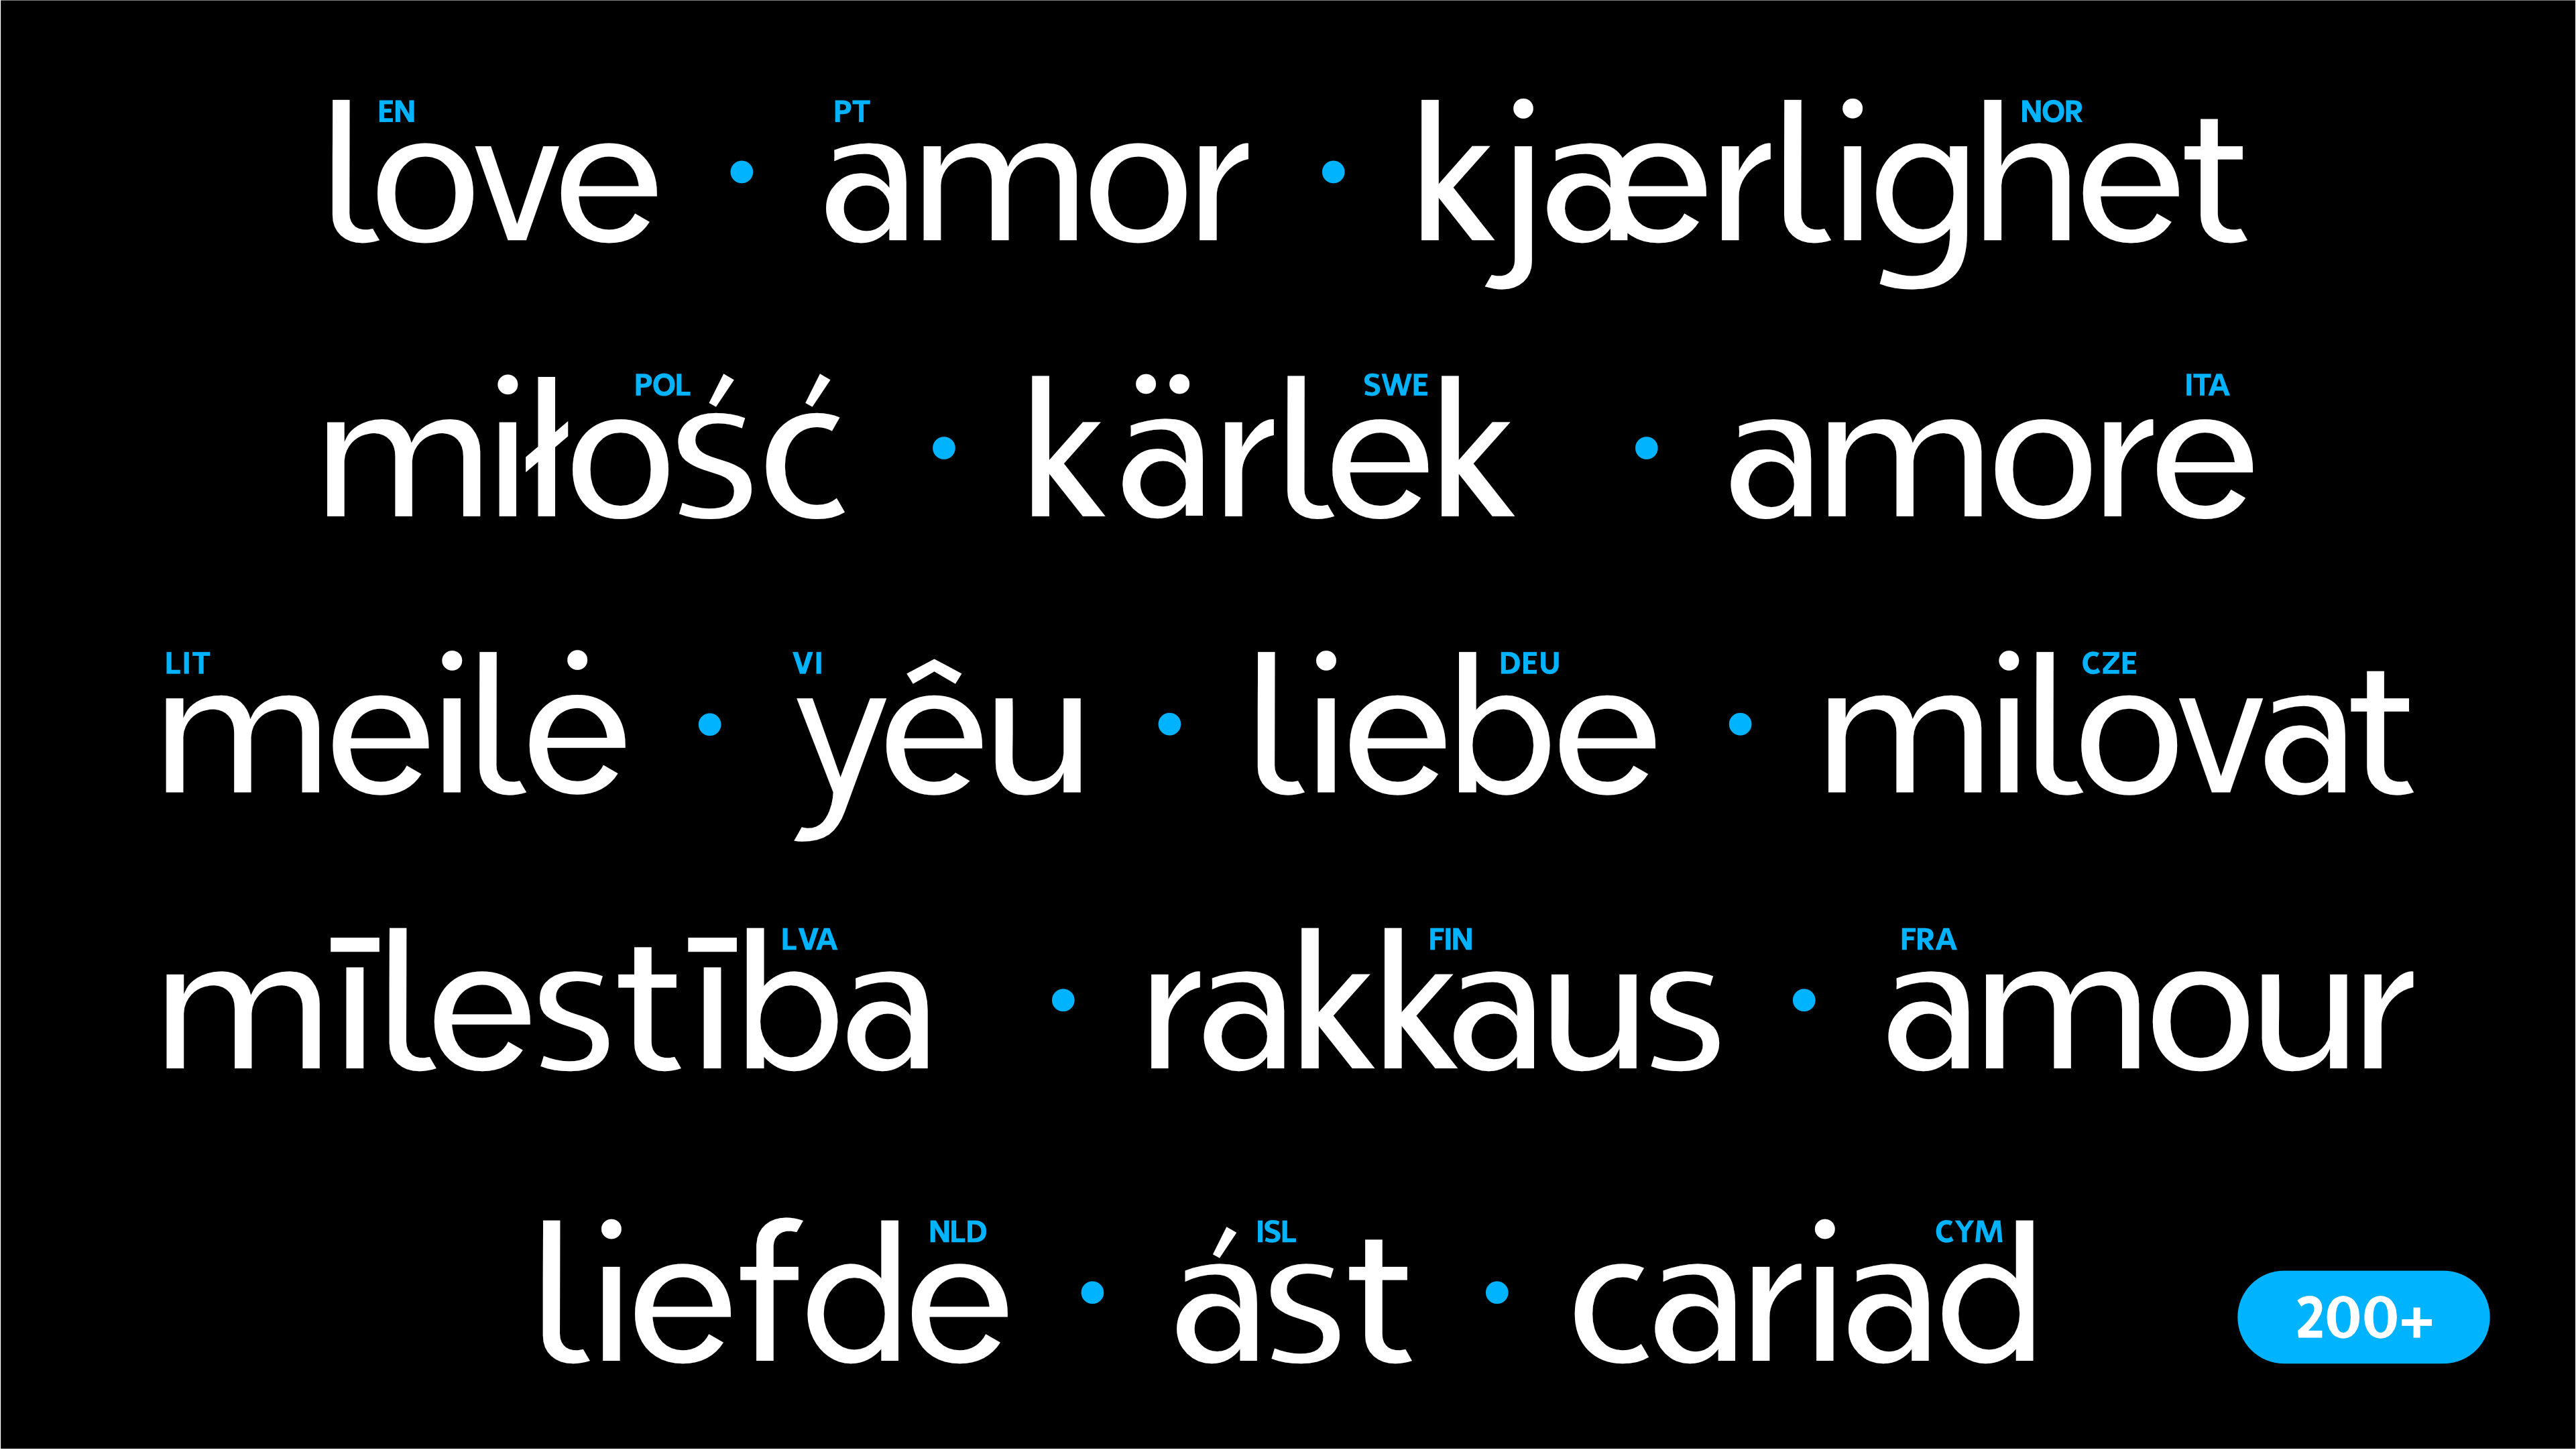 EN PT NOR
love • amor • kjærlighet
POL SWE ITA
miłość • kärlek • amore
LIT VI DEU CZE
meilė • yêu • liebe • milovat
LVA FIN FRA
mīlestība • rakkaus • amour
NLD ISL CYM
liefde • ást • cariad
200+